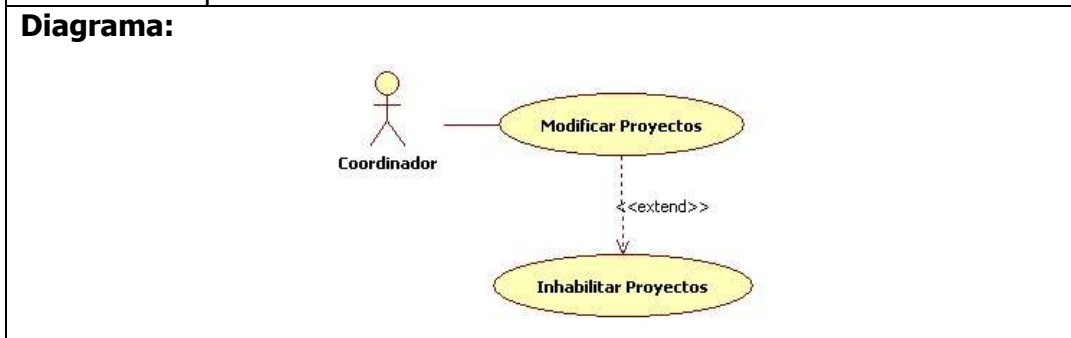 Diagrama:
Modificar Proyectos
Coordinador
<<extend>>
Inhabilitar Proyectos